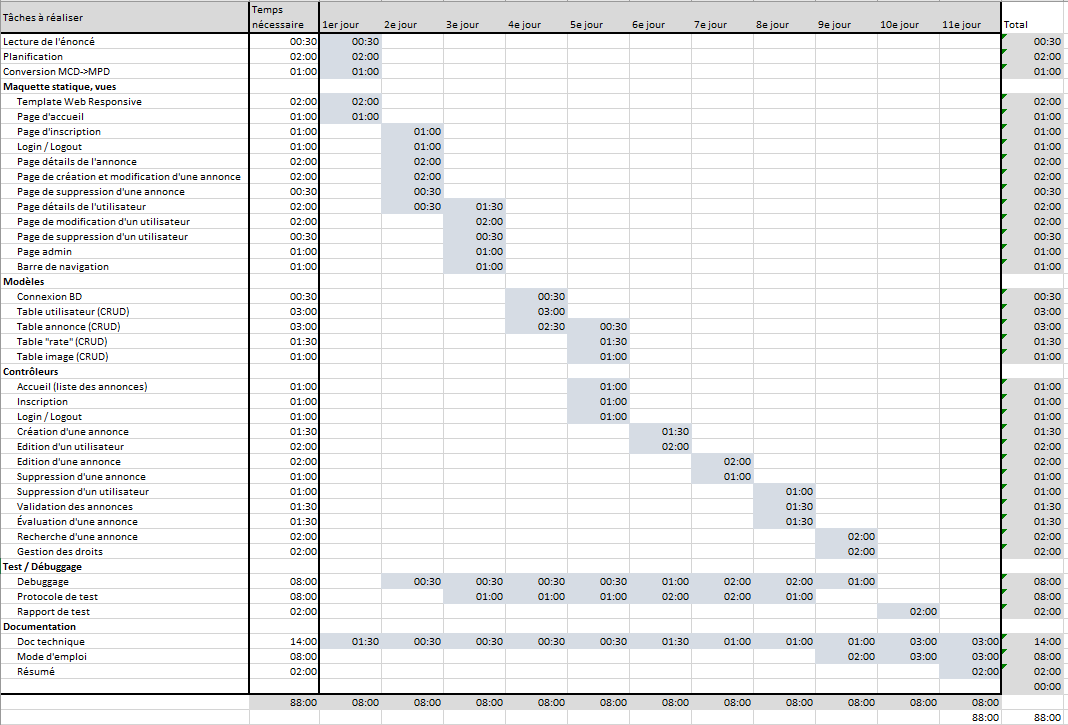 Tâches à réaliser Temps nécessaire 1er jour 2e jour 3e jour 4e jour 5e jour 6e jour 7e jour 8e jour 9e jour 10e jour 11e jour Total
Lecture de l'énoncé 00:30 00:30 00:30
Planification 02:00 02:00 02:00
Conversion MCD->MPD 01:00 01:00 01:00
Maquette statique, vues
Template Web Responsive 02:00 02:00 02:00
Page d'accueil 01:00 01:00 01:00
Page d'inscription 01:00 01:00 01:00
Login / Logout 01:00 01:00 01:00
Page détails de l'annonce 02:00 02:00 02:00
Page de création et modification d'une annonce 02:00 02:00 02:00
Page de suppression d'une annonce 00:30 00:30 00:30
Page détails de l'utilisateur 02:00 00:30 01:30 02:00
Page de modification d'un utilisateur 02:00 02:00 02:00
Page de suppression d'un utilisateur 00:30 00:30 00:30
Page admin 01:00 01:00 01:00
Barre de navigation 01:00 01:00 01:00
Modèles
Connexion BD 00:30 00:30 00:30
Table utilisateur (CRUD) 03:00 03:00 03:00
Table annonce (CRUD) 03:00 02:30 00:30 03:00
Table "rate" (CRUD) 01:30 01:30 01:30
Table image (CRUD) 01:00 01:00 01:00
Contrôleurs
Accueil (liste des annonces) 01:00 01:00 01:00
Inscription 01:00 01:00 01:00
Login / Logout 01:00 01:00 01:00
Création d'une annonce 01:30 01:30 01:30
Edition d'un utilisateur 02:00 02:00 02:00
Edition d'une annonce 02:00 02:00 02:00
Suppression d'une annonce 01:00 01:00 01:00
Suppression d'un utilisateur 01:00 01:00 01:00
Validation des annonces 01:30 01:30 01:30
Évaluation d'une annonce 01:30 01:30 01:30
Recherche d'une annonce 02:00 02:00 02:00
Gestion des droits 02:00 02:00 02:00
Test / Débuggage
Debuggage 08:00 00:30 00:30 00:30 00:30 01:00 02:00 02:00 01:00 08:00
Protocole de test 08:00 01:00 01:00 01:00 02:00 02:00 01:00 08:00
Rapport de test 02:00 02:00 02:00
Documentation
Doc technique 14:00 01:30 00:30 00:30 00:30 00:30 01:30 01:00 01:00 01:00 03:00 03:00 14:00
Mode d'emploi 08:00 02:00 03:00 03:00 08:00
Résumé 02:00 02:00 02:00
00:00
88:00 08:00 08:00 08:00 08:00 08:00 08:00 08:00 08:00 08:00 08:00 08:00 08:00
88:00 88:00